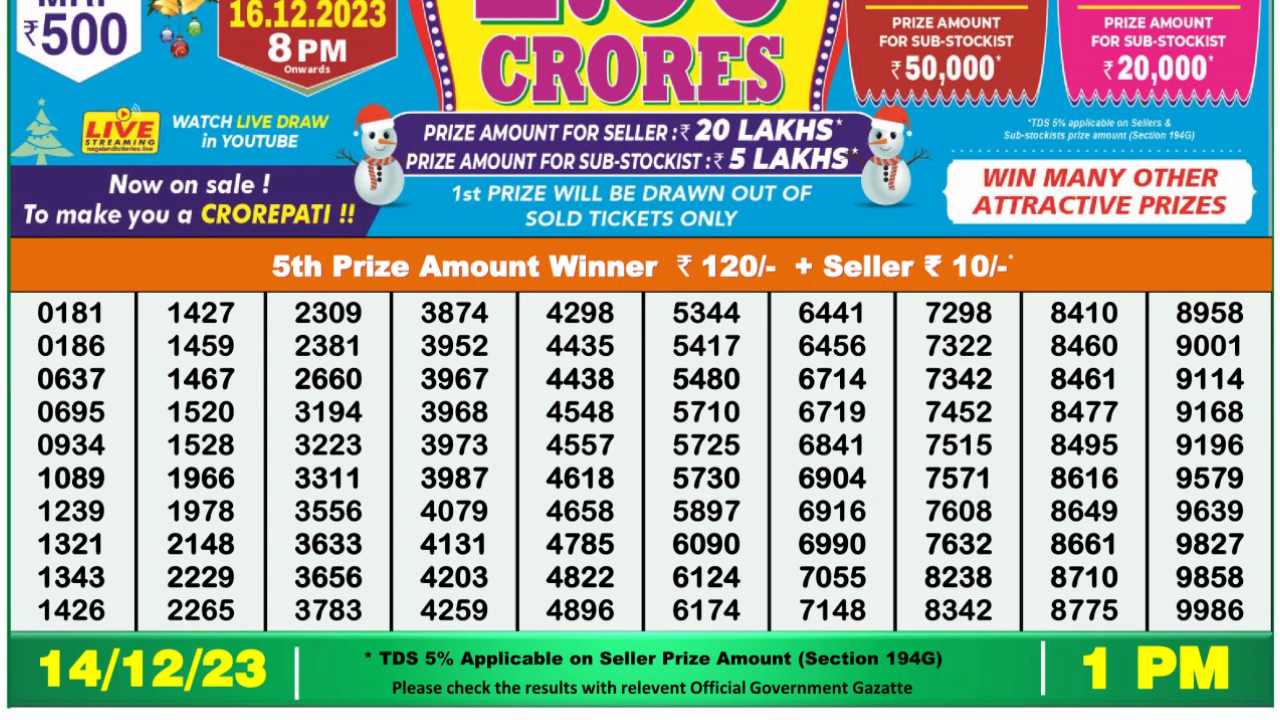 ₹500
16.12.2023
8 PM
Onwards
CRORES
PRIZE AMOUNT
FOR SUB-STOCKIST
₹50,000*
PRIZE AMOUNT
FOR SUB-STOCKIST
₹20,000*
LIVE
STREAMING
nagalandlotteries.live
WATCH LIVE DRAW
in YOUTUBE
PRIZE AMOUNT FOR SELLER : ₹ 20 LAKHS*
PRIZE AMOUNT FOR SUB-STOCKIST : ₹ 5 LAKHS*
*TDS 5% applicable on Sellers &
Sub-stockists prize amount (Section 194G)
Now on sale !
To make you a CROREPATI !!
1st PRIZE WILL BE DRAWN OUT OF
SOLD TICKETS ONLY
WIN MANY OTHER
ATTRACTIVE PRIZES
5th Prize Amount Winner ₹ 120/- + Seller ₹ 10/-*
0181 1427 2309 3874 4298 5344 6441 7298 8410 8958
0186 1459 2381 3952 4435 5417 6456 7322 8460 9001
0637 1467 2660 3967 4438 5480 6714 7342 8461 9114
0695 1520 3194 3968 4548 5710 6719 7452 8477 9168
0934 1528 3223 3973 4557 5725 6841 7515 8495 9196
1089 1966 3311 3987 4618 5730 6904 7571 8616 9579
1239 1978 3556 4079 4658 5897 6916 7608 8649 9639
1321 2148 3633 4131 4785 6090 6990 7632 8661 9827
1343 2229 3656 4203 4822 6124 7055 8238 8710 9858
1426 2265 3783 4259 4896 6174 7148 8342 8775 9986
14/12/23
* TDS 5% Applicable on Seller Prize Amount (Section 194G)
Please check the results with relevent Official Government Gazatte
1 PM